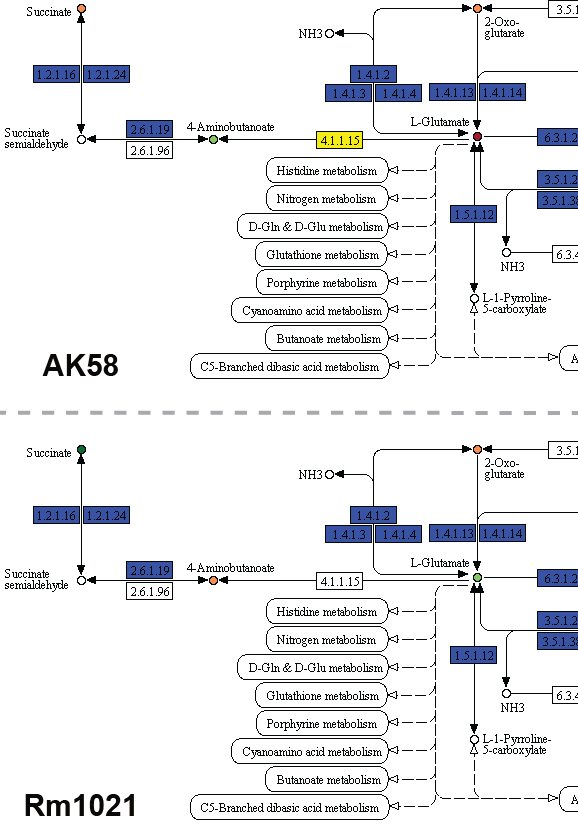 Succinate
2-Oxo-
glutarate
3.5.1
NH3
1.2.1.16 1.2.1.24
1.4.1.2
1.4.1.3 1.4.1.4
1.4.1.13 1.4.1.14
Succinate
semialdehyde
2.6.1.19
2.6.1.96
4-Aminobutanoate
4.1.1.15
L-Glutamate
6.3.1.2
Histidine metabolism
Nitrogen metabolism
D-Gln & D-Glu metabolism
Glutathione metabolism
Porphyrine metabolism
Cyanoamino acid metabolism
Butanoate metabolism
C5-Branched dibasic acid metabolism
3.5.1.2
3.5.1.38
1.5.1.12
NH3
6.3.4
L-1-Pyrroline-
5-carboxylate
A
AK58
Succinate
2-Oxo-
glutarate
3.5.1
NH3
1.2.1.16 1.2.1.24
1.4.1.2
1.4.1.3 1.4.1.4
1.4.1.13 1.4.1.14
Succinate
semialdehyde
2.6.1.19
2.6.1.96
4-Aminobutanoate
4.1.1.15
L-Glutamate
6.3.1.2
Histidine metabolism
Nitrogen metabolism
D-Gln & D-Glu metabolism
Glutathione metabolism
Porphyrine metabolism
Cyanoamino acid metabolism
Butanoate metabolism
C5-Branched dibasic acid metabolism
3.5.1.2
3.5.1.38
1.5.1.12
NH3
6.3.4
L-1-Pyrroline-
5-carboxylate
A
Rm1021